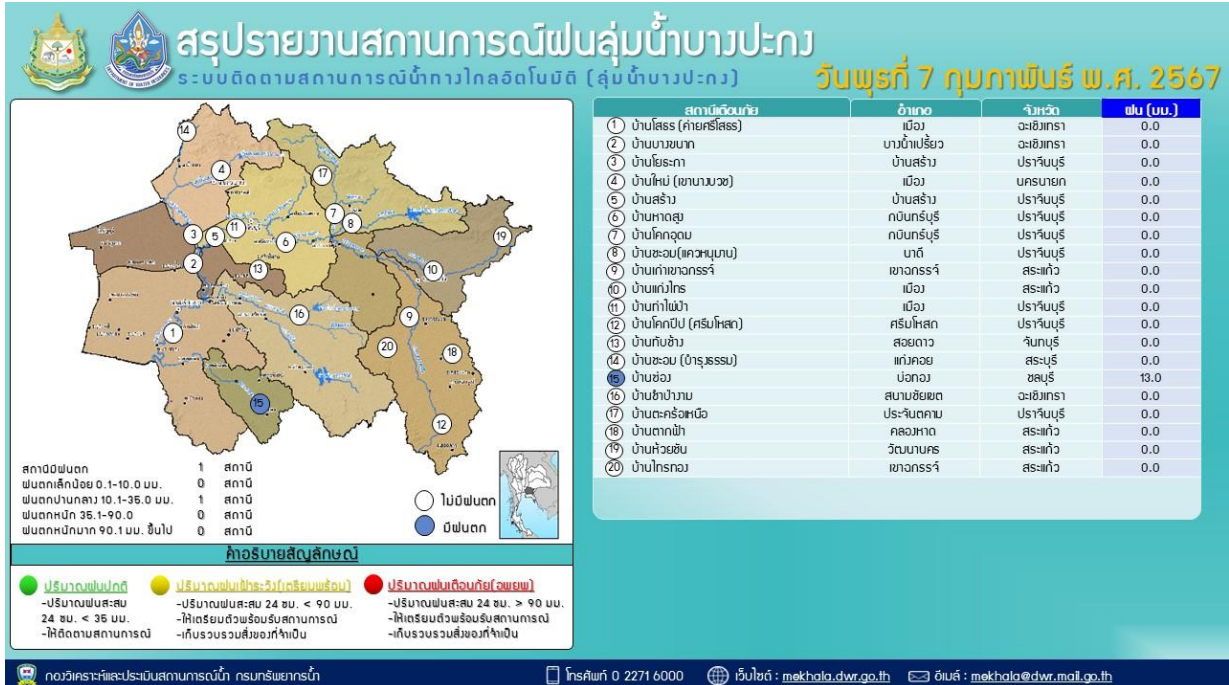 สรุปรายงานสถานการณ์ฝนลุ่มน้ำบางปะกง
ระบบติดตามสถานการณ์น้ำทางไกลอัตโนมัติ (ลุ่มน้ำบางปะกง)
วันพุธที่ 7 กุมภาพันธ์ พ.ศ. 2567
สถานีเตือนภัย อำเภอ จังหวัด ฝน (มม.)
1 บ้านโสธร (ค่ายศรีโสธร) เมือง ฉะเชิงเทรา 0.0
2 บ้านบางขนาก บางน้ำเปรี้ยว ฉะเชิงเทรา 0.0
3 บ้านโยธะกา บ้านสร้าง ปราจีนบุรี 0.0
4 บ้านใหม่ (เขานางบวช) เมือง นครนายก 0.0
5 บ้านสร้าง บ้านสร้าง ปราจีนบุรี 0.0
6 บ้านหาดสูง กบินทร์บุรี ปราจีนบุรี 0.0
7 บ้านโคกอุดม กบินทร์บุรี ปราจีนบุรี 0.0
8 บ้านชะอม(แควหนุมาน) นาดี ปราจีนบุรี 0.0
9 บ้านเก่าเขาฉกรรจ์ เขาฉกรรจ์ สระแก้ว 0.0
10 บ้านแก่งไทร เมือง สระแก้ว 0.0
11 บ้านท่าไผ่ป่า เมือง ปราจีนบุรี 0.0
12 บ้านโคกปีป (ศรีมโหสถ) ศรีมโหสถ ปราจีนบุรี 0.0
13 บ้านทับช้าง สอยดาว จันทบุรี 0.0
14 บ้านชะอม (บำรุงธรรม) แก่งคอย สระบุรี 0.0
15 บ้านช่อง บ่อทอง ชลบุรี 13.0
16 บ้านชำป่างาม สนามชัยเขต ฉะเชิงเทรา 0.0
17 บ้านตะคร้อเหนือ ประจันตคาม ปราจีนบุรี 0.0
18 บ้านตากฟ้า คลองหาด สระแก้ว 0.0
19 บ้านห้วยชัน วัฒนานคร สระแก้ว 0.0
20 บ้านไทรทอง เขาฉกรรจ์ สระแก้ว 0.0
14
4
17
3
5
11
7
8
6
19
2
13
10
16
9
1
20
18
15
12
สถานีมีฝนตก 1 สถานี
ฝนตกเล็กน้อย 0.1-10.0 มม. 0 สถานี
ฝนตกปานกลาง 10.1-35.0 มม. 1 สถานี
ฝนตกหนัก 35.1-90.0 0 สถานี
ฝนตกหนักมาก 90.1 มม. ขึ้นไป 0 สถานี
ไม่มีฝนตก
มีฝนตก
คำอธิบายสัญลักษณ์
ปริมาณฝนปกติ
-ปริมาณฝนสะสม
24 ชม. < 35 มม.
-ให้ติดตามสถานการณ์
ปริมาณฝนเฝ้าระวัง(เตรียมพร้อม)
-ปริมาณฝนสะสม 24 ชม. < 90 มม.
-ให้เตรียมตัวพร้อมรับสถานการณ์
-เก็บรวบรวมสิ่งของที่จำเป็น
ปริมาณฝนเตือนภัย(อพยพ)
-ปริมาณฝนสะสม 24 ชม. > 90 มม.
-ให้เตรียมตัวพร้อมรับสถานการณ์
-เก็บรวบรวมสิ่งของที่จำเป็น
กองวิเคราะห์และประเมินสถานการณ์น้ำ กรมทรัพยากรน้ำ
โทรศัพท์ 0 2271 6000
เว็บไซต์ : mekhala.dwr.go.th
อีเมล์ : mekhala@dwr.mail.go.th